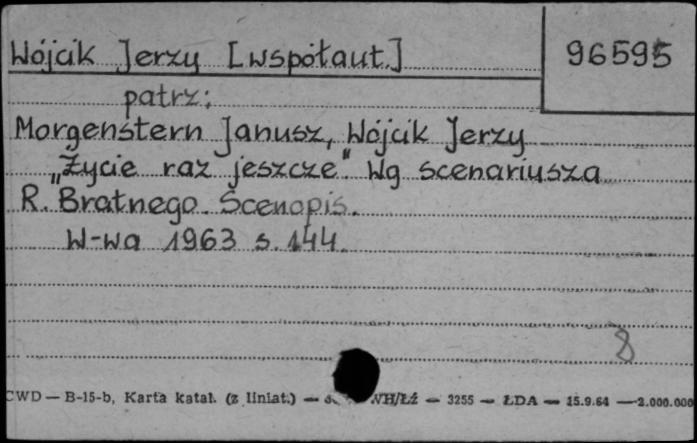 Wójcik Jerzy [współaut.]
96595
patrz:
Morgenstern Janusz, Wójcik Jerzy
„Życie raz jeszcze". Wg scenariusza
R. Bratnego. Scenopis.
W-wa 1963 s. 144.
8
CWD — B-15-b, Karta katal. (z liniat.) — WH/Łź — 3255 — ŁDA — 15.9.64 — 2.000.000